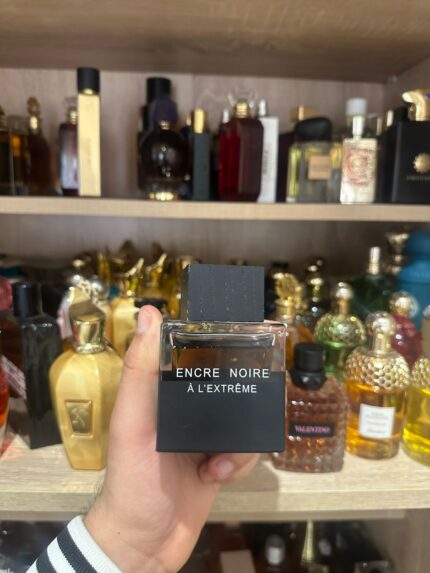 ENCRE NOIRE
À L'EXTRÊME
VALENTINO